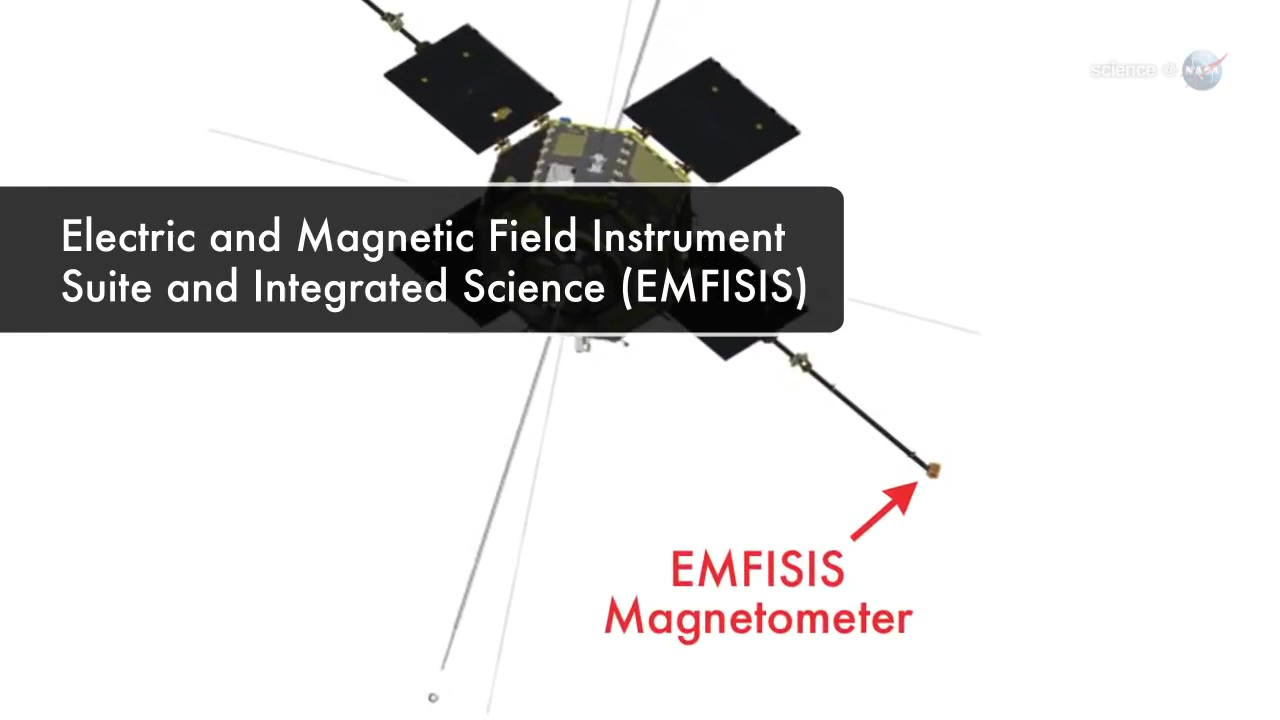 science @ NASA
Electric and Magnetic Field Instrument
Suite and Integrated Science (EMFISIS)
EMFISIS
Magnetometer